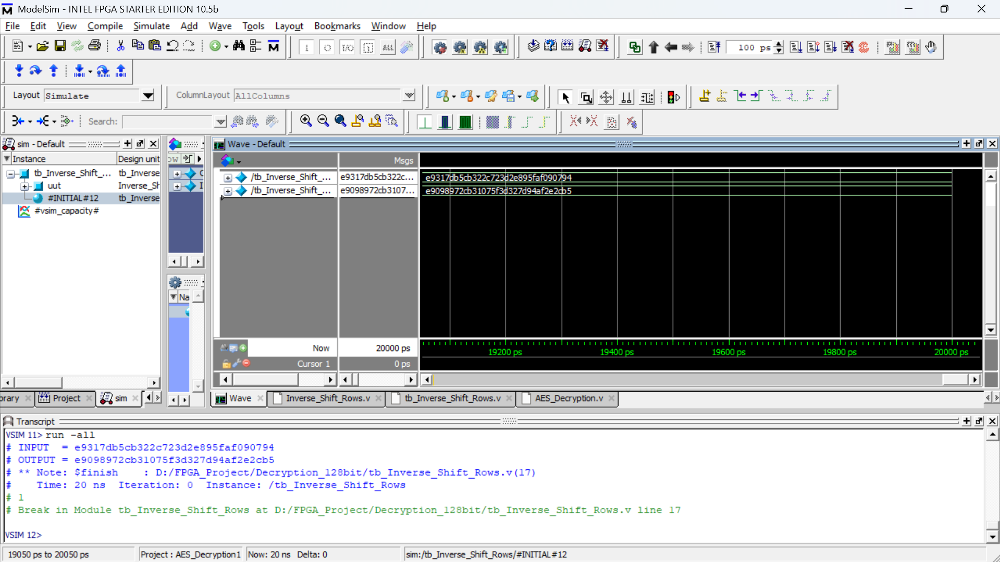 ModelSim - INTEL FPGA STARTER EDITION 10.5b
File Edit View Compile Simulate Add Wave Tools Layout Bookmarks Window Help
100 ps
Layout Simulate
ColumnLayout AllColumns
Search:
sim - Default
Wave - Default
Instance Design unit
Msgs
tb_Inverse_Shift_... tb_Inverse
uut Inverse_Sh
#INITIAL#12 tb_Inverse
#vsim_capacity#
/tb_Inverse_Shift_... e9317db5cb322c... e9317db5cb322c723d2e895faf090794
/tb_Inverse_Shift_... e9098972cb3107... e9098972cb31075f3d327d94af2e2cb5
Na
Now 20000 ps
Cursor 1 0 ps
19200 ps 19400 ps 19600 ps 19800 ps 20000 ps
brary Project sim
Wave Inverse_Shift_Rows.v tb_Inverse_Shift_Rows.v AES_Decryption.v
Transcript
VSIM 11> run -all
# INPUT  = e9317db5cb322c723d2e895faf090794
# OUTPUT = e9098972cb31075f3d327d94af2e2cb5
# ** Note: $finish    : D:/FPGA_Project/Decryption_128bit/tb_Inverse_Shift_Rows.v(17)
#    Time: 20 ns  Iteration: 0  Instance: /tb_Inverse_Shift_Rows
# 1
# Break in Module tb_Inverse_Shift_Rows at D:/FPGA_Project/Decryption_128bit/tb_Inverse_Shift_Rows.v line 17
VSIM 12>
19050 ps to 20050 ps Project : AES_Decryption1 Now: 20 ns Delta: 0 sim:/tb_Inverse_Shift_Rows/#INITIAL#12